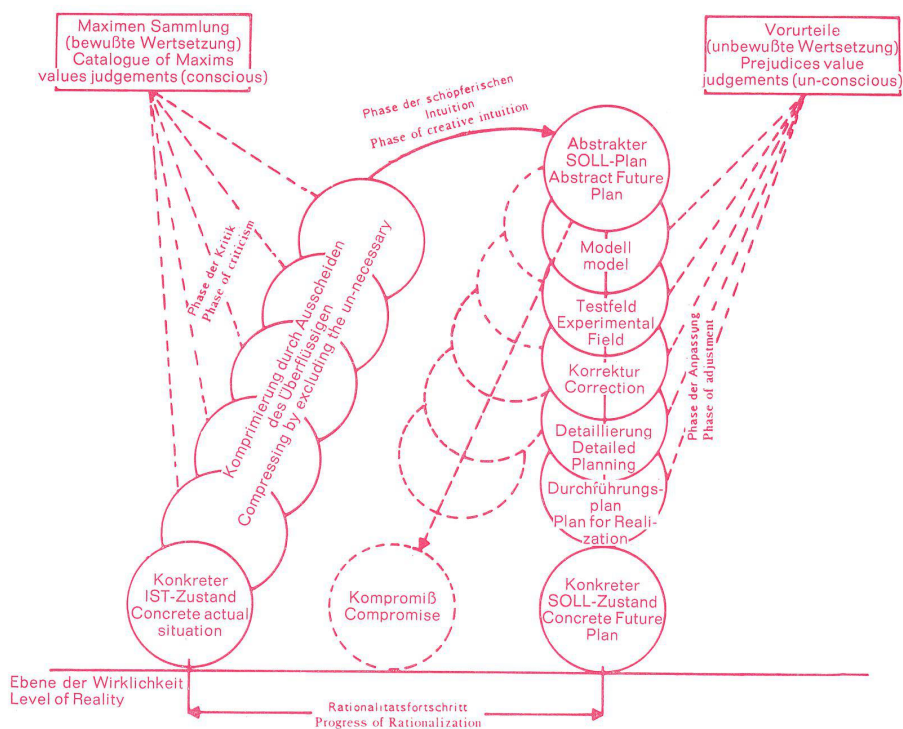 Maximen Sammlung
(bewußte Wertsetzung)
Catalogue of Maxims
values judgements (conscious)
Vorurteile
(unbewußte Wertsetzung)
Prejudices value
judgements (un-conscious)
Phase der schöpferischen
Intuition
Phase of creative intuition
Abstrakter
SOLL-Plan
Abstract Future
Plan
Modell
model
Testfeld
Experimental
Field
Korrektur
Correction
Detaillierung
Detailed
Planning
Durchführungs-
plan
Plan for Reali-
zation
Phase der Kritik
Phase of criticism
Komprimierung durch Ausscheiden
des Überflüssigen
Compressing by excluding the un-necessary
Phase der Anpassung
Phase of adjustment
Konkreter
IST-Zustand
Concrete actual
situation
Kompromiß
Compromise
Konkreter
SOLL-Zustand
Concrete Future
Plan
Ebene der Wirklichkeit
Level of Reality
Rationalitatsfortschritt
Progress of Rationalization